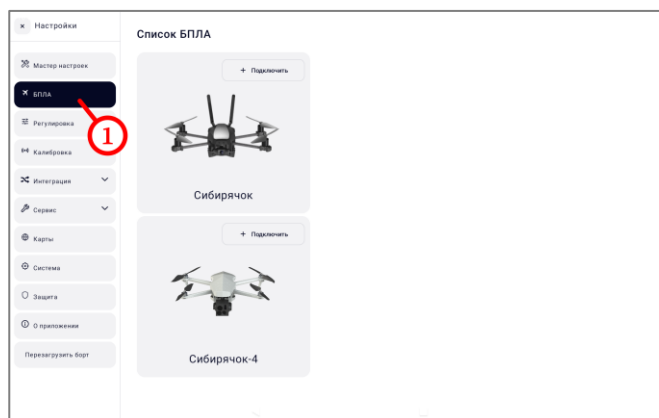 × Настройки
Список БПЛА
Мастер настроек
+ Подключить
БПЛА
Регулировка
1
Калибровка
Интеграция
Сибирячок
Сервис
+ Подключить
Карты
Система
Защита
О приложении
Перезагрузить борт
Сибирячок-4